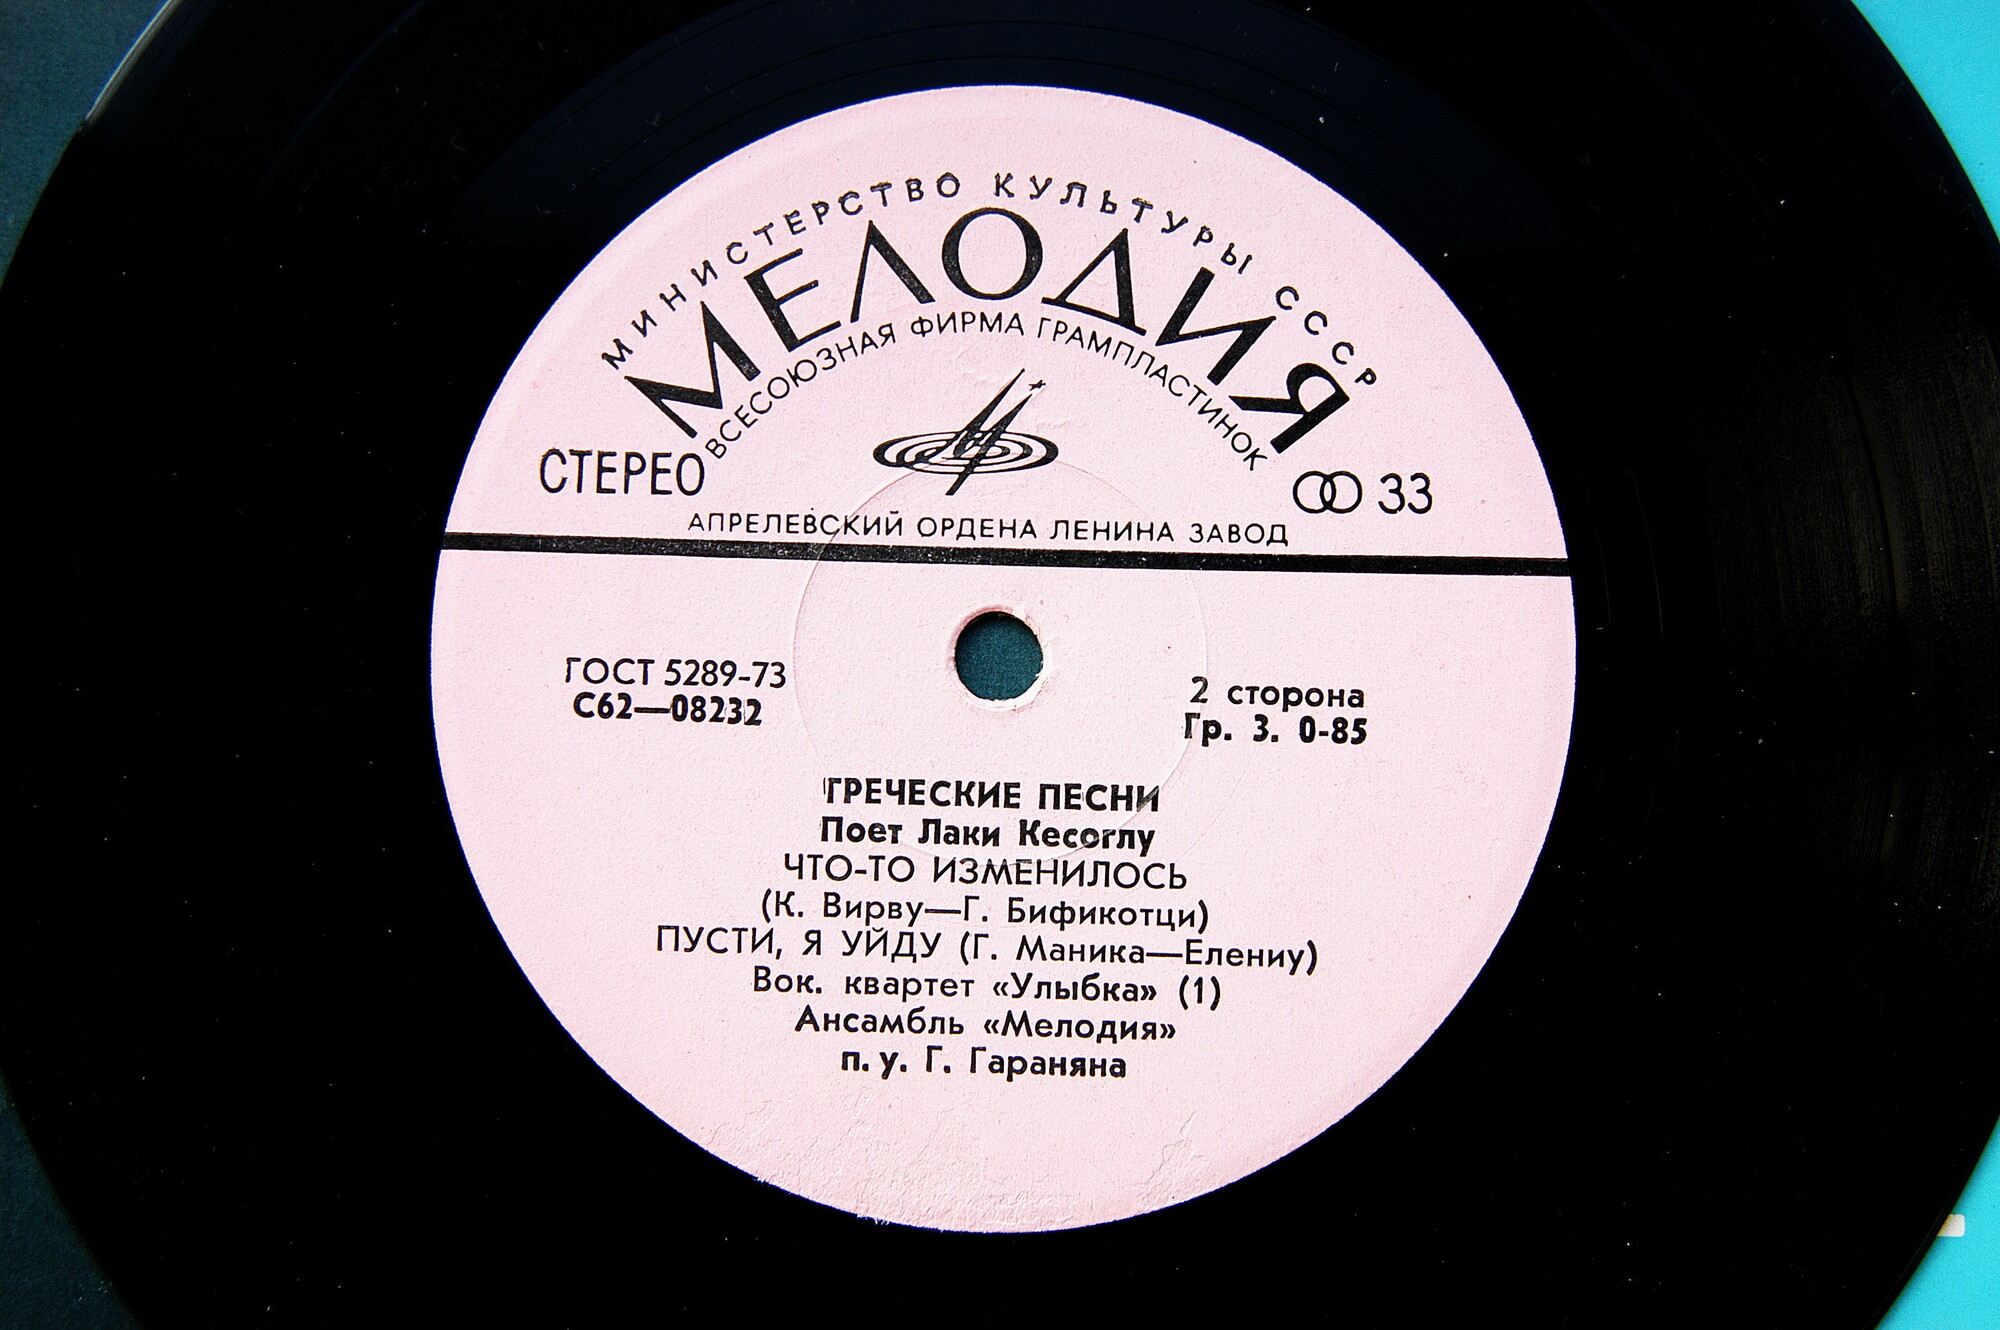 МИНИСТЕРСТВО КУЛЬТУРЫ СССР
МЕЛОДИЯ
ВСЕСОЮЗНАЯ ФИРМА ГРАМПЛАСТИНОК
СТЕРЕО
33
АПРЕЛЕВСКИЙ ОРДЕНА ЛЕНИНА ЗАВОД
ГОСТ 5289-73
С62—08232
2 сторона
Гр. 3. 0-85
ГРЕЧЕСКИЕ ПЕСНИ
Поет Лаки Кесоглу
ЧТО-ТО ИЗМЕНИЛОСЬ
(К. Вирву—Г. Бификотци)
ПУСТИ, Я УЙДУ (Г. Маника—Елениу)
Вок. квартет «Улыбка» (1)
Ансамбль «Мелодия»
п. у. Г. Гараняна